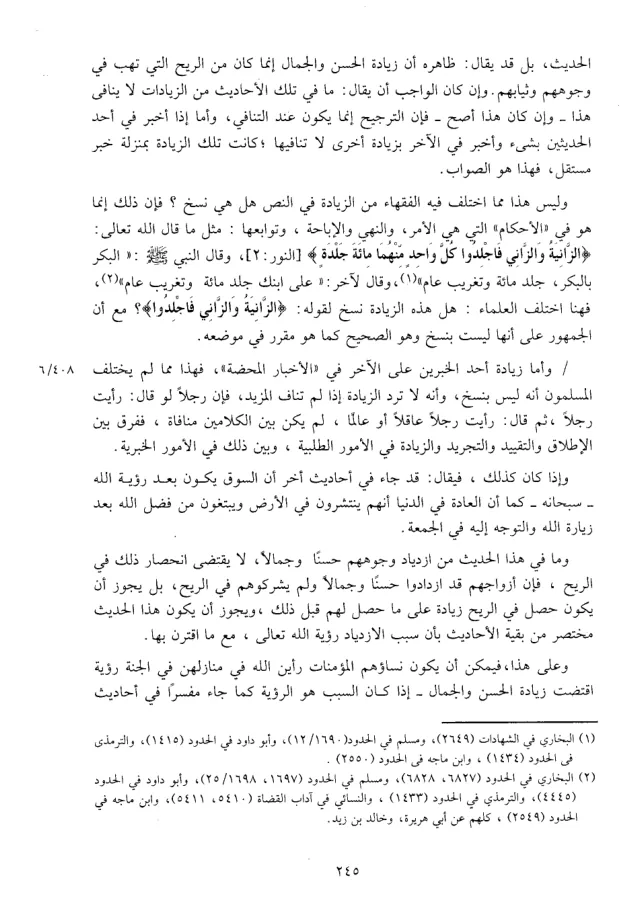 الحديث، بل قد يقال: ظاهره أن زيادة الحسن والجمال إنما كان من الريح التي تهب في
وجوههم وثيابهم. وإن كان الواجب أن يقال: ما في تلك الأحاديث من الزيادات لا ينافى
هذا ـ وإن كان هذا أصح ـ فإن الترجيح إنما يكون عند التنافي، وأما إذا أخبر في أحد
الحديثين بشىء وأخبر في الآخر بزيادة أخرى لا تنافيها ؛كانت تلك الزيادة بمنزلة خبر
مستقل، فهذا هو الصواب.
وليس هذا مما اختلف فيه الفقهاء من الزيادة في النص هل هي نسخ ؟ فإن ذلك إنما
هو في «الأحكام» التي هي الأمر، والنهي والإباحة ، وتوابعها : مثل ما قال الله تعالى:
﴿الزَّانِيَةُ وَالزَّانِي فَاجْلِدُوا كُلَّ وَاحِدٍ مِّنْهُمَا مِائَةَ جَلْدَةٍ﴾ [النور:٢]، وقال النبي ﷺ :« البكر
بالبكر، جلد مائة وتغريب عام»(١)،وقال لآخر:« على ابنك جلد مائة وتغريب عام»(٢)،
فهنا اختلف العلماء : هل هذه الزيادة نسخ لقوله: ﴿الزَّانِيَةُ وَالزَّانِي فَاجْلِدُوا﴾؟ مع أن
الجمهور على أنها ليست بنسخ وهو الصحيح كما هو مقرر في موضعه.
/ وأما زيادة أحد الخبرين على الآخر في «الأخبار المحضة»، فهذا مما لم يختلف ٦/٤٠٨
المسلمون أنه ليس بنسخ، وأنه لا ترد الزيادة إذا لم تناف المزيد، فإن رجلاً لو قال: رأيت
رجلاً ،ثم قال: رأيت رجلاً عاقلاً أو عالمًا ، لم يكن بين الكلامين منافاة ، ففرق بين
الإطلاق والتقييد والتجريد والزيادة في الأمور الطلبية ، وبين ذلك في الأمور الخبرية.
وإذا كان كذلك ، فيقال: قد جاء في أحاديث أخر أن السوق يكون بعد رؤية الله
ـ سبحانه ـ كما أن العادة في الدنيا أنهم ينتشرون في الأرض ويبتغون من فضل الله بعد
زيارة الله والتوجه إليه في الجمعة.
وما في هذا الحديث من ازدياد وجوههم حسنًا وجمالاً، لا يقتضى انحصار ذلك في
الريح ، فإن أزواجهم قد ازدادوا حسنًا وجمالاً ولم يشركوهم في الريح، بل يجوز أن
يكون حصل في الريح زيادة على ما حصل لهم قبل ذلك ،ويجوز أن يكون هذا الحديث
مختصر من بقية الأحاديث بأن سبب الازدياد رؤية الله تعالى ، مع ما اقترن بها.
وعلى هذا،فيمكن أن يكون نساؤهم المؤمنات رأين الله في منازلهن في الجنة رؤية
اقتضت زيادة الحسن والجمال ـ إذا كان السبب هو الرؤية كما جاء مفسرًا في أحاديث
(١) البخاري في الشهادات (٢٦٤٩)، ومسلم في الحدود(١٢/١٦٩٠)، وأبو داود في الحدود (١٤١٥)، والترمذى
فى الحدود (١٤٣٤) ، وابن ماجه فى الحدود (٢٥٥٠) .
(٢) البخاري في الحدود (٦٨٢٧، ٦٨٢٨)، ومسلم في الحدود (١٦٩٧، ٢٥/١٦٩٨)، وأبو داود في الحدود
(٤٤٤٥)، والترمذي في الحدود (١٤٣٣) ، والنسائي في آداب القضاة (٥٤١٠، ٥٤١١)، وابن ماجه في
الحدود (٢٥٤٩) ، كلهم عن أبي هريرة، وخالد بن زيد.
٢٤٥